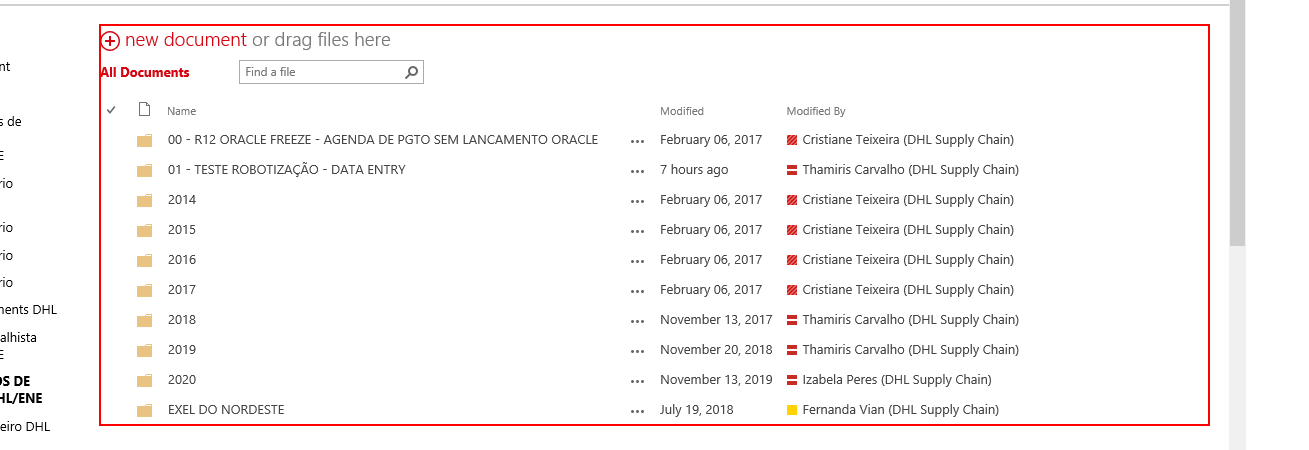 new document or drag files here
All Documents
Find a file
Name Modified Modified By
00 - R12 ORACLE FREEZE - AGENDA DE PGTO SEM LANCAMENTO ORACLE ... February 06, 2017 Cristiane Teixeira (DHL Supply Chain)
01 - TESTE ROBOTIZAÇÃO - DATA ENTRY ... 7 hours ago Thamiris Carvalho (DHL Supply Chain)
2014 ... February 06, 2017 Cristiane Teixeira (DHL Supply Chain)
2015 ... February 06, 2017 Cristiane Teixeira (DHL Supply Chain)
2016 ... February 06, 2017 Cristiane Teixeira (DHL Supply Chain)
2017 ... February 06, 2017 Cristiane Teixeira (DHL Supply Chain)
2018 ... November 13, 2017 Thamiris Carvalho (DHL Supply Chain)
2019 ... November 20, 2018 Thamiris Carvalho (DHL Supply Chain)
2020 ... November 13, 2019 Izabela Peres (DHL Supply Chain)
EXEL DO NORDESTE ... July 19, 2018 Fernanda Vian (DHL Supply Chain)
nt
s de
E
rio
rio
rio
rio
nents DHL
alhista
E
OS DE
HL/ENE
eiro DHL